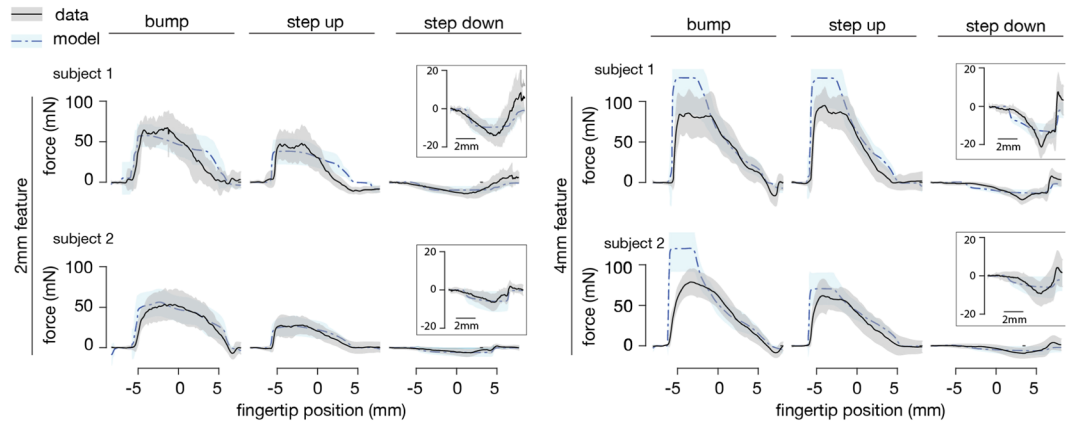 data
model
bump
step up
step down
subject 1
100
50
0
force (mN)
20
0
-20
2mm
2mm feature
subject 2
100
50
0
force (mN)
20
0
-20
2mm
-5
0
5
-5
0
5
-5
0
5
fingertip position (mm)
bump
step up
step down
subject 1
100
50
0
force (mN)
20
0
-20
2mm
4mm feature
subject 2
100
50
0
force (mN)
20
0
-20
2mm
-5
0
5
-5
0
5
-5
0
5
fingertip position (mm)